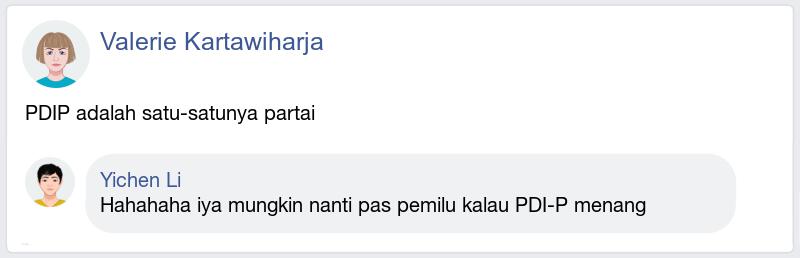 Valerie Kartawiharja
PDIP adalah satu-satunya partai
Yichen Li
Hahahaha iya mungkin nanti pas pemilu kalau PDI-P menang